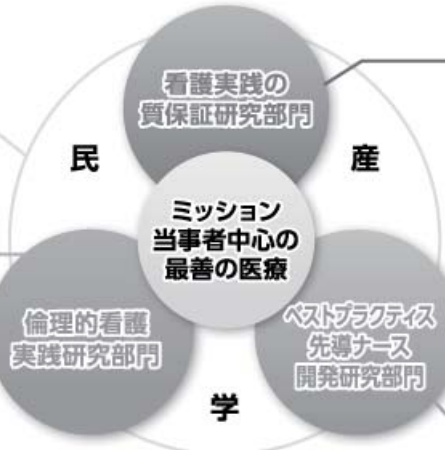 看護実践の
質保証研究部門
民
産
ミッション
当事者中心の
最善の医療
倫理的看護
実践研究部門
ベストプラクティス
先導ナース
開発研究部門
学